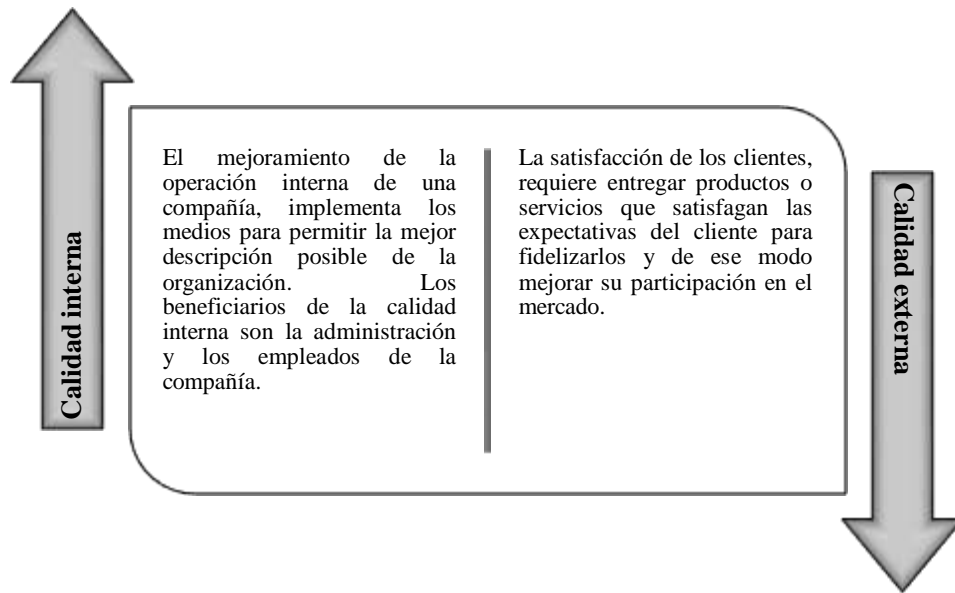 Calidad interna
El mejoramiento de la
operación interna de una
compañía, implementa los
medios para permitir la mejor
descripción posible de la
organización. Los
beneficiarios de la calidad
interna son la administración
y los empleados de la
compañía.
La satisfacción de los clientes,
requiere entregar productos o
servicios que satisfagan las
expectativas del cliente para
fidelizarlos y de ese modo
mejorar su participación en el
mercado.
Calidad externa